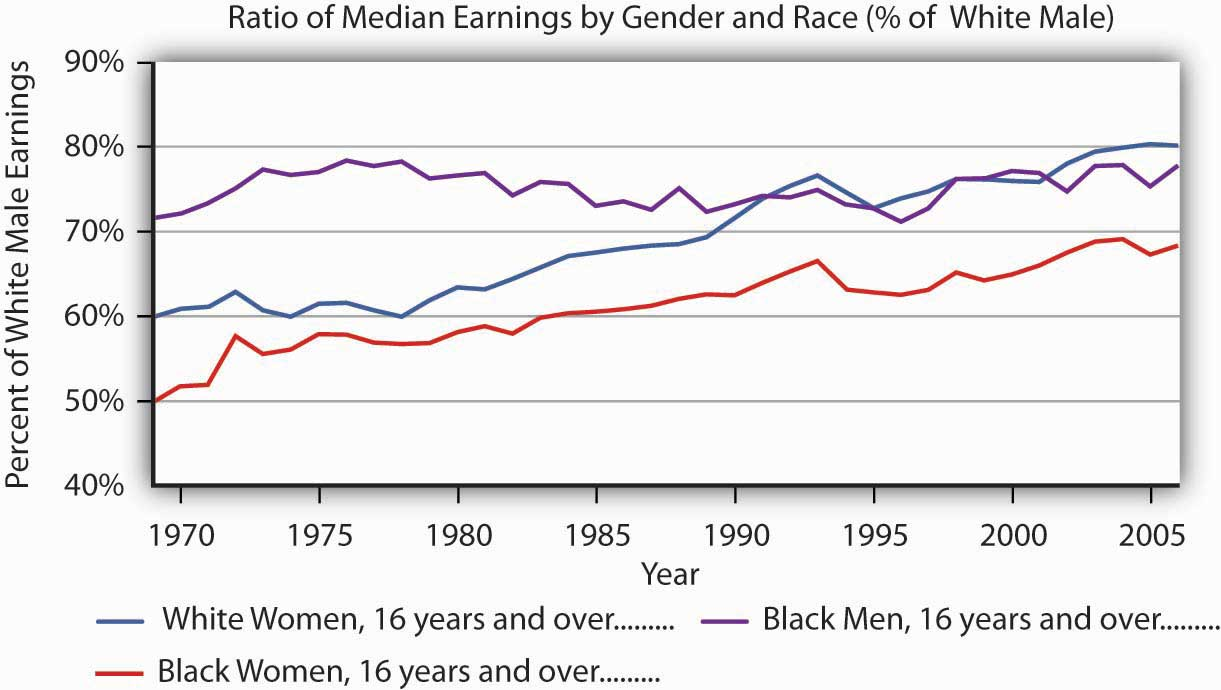 Ratio of Median Earnings by Gender and Race (% of White Male)
Percent of White Male Earnings
90%
80%
70%
60%
50%
40%
1970 1975 1980 1985 1990 1995 2000 2005
Year
White Women, 16 years and over......... Black Men, 16 years and over.........
Black Women, 16 years and over.........